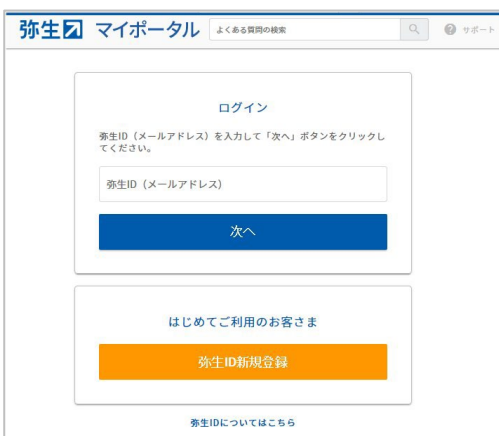 弥生 マイポータル よくある質問の検索 サポート
ログイン
弥生ID（メールアドレス）を入力して「次へ」ボタンをクリックし
てください。
弥生ID（メールアドレス）
次へ
はじめてご利用のお客さま
弥生ID新規登録
弥生IDについてはこちら